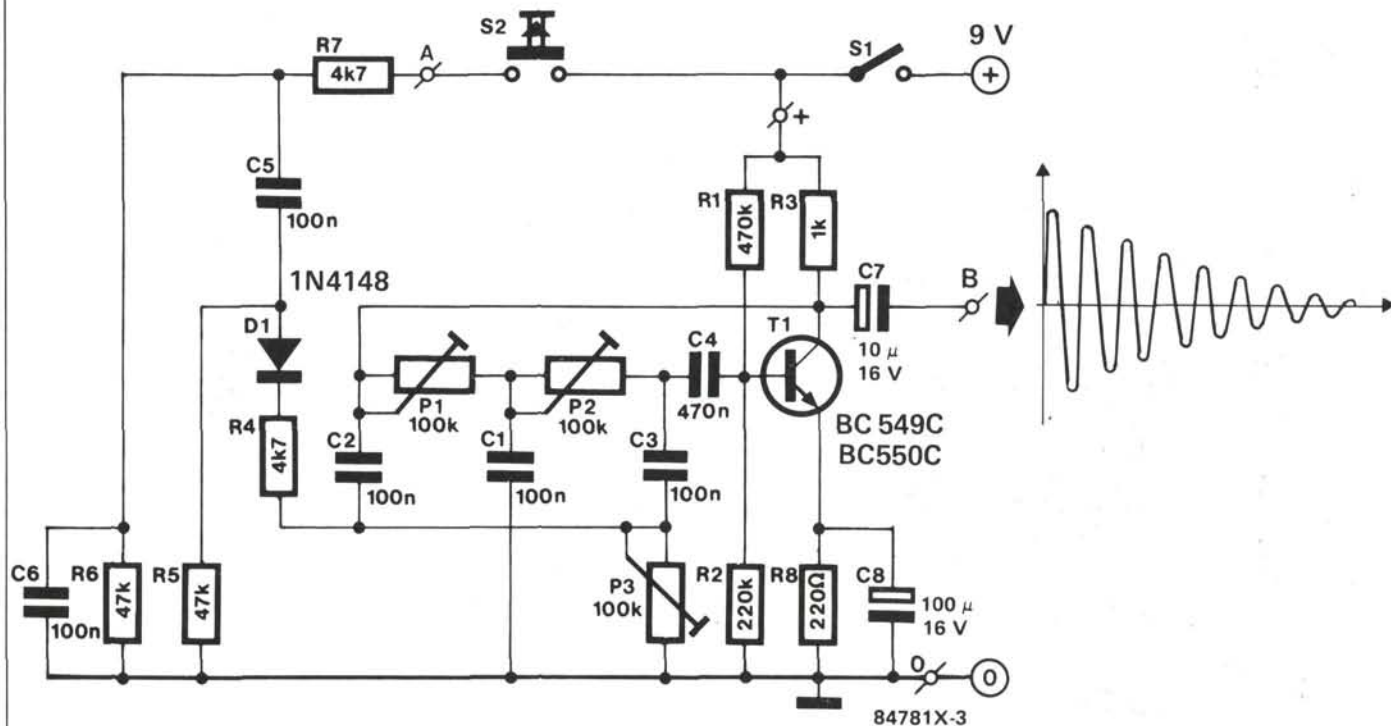 S2
9 V
R7
A
S1
4k7
+
+
C5
100n
R1
470k
R3
1k
1N4148
C7
B
D1
T1
C4
10 µ
16 V
P1
100k
P2
100k
470n
BC 549C
BC550C
R4
4k7
C2
100n
C1
100n
C3
100n
C6
100n
R6
47k
R5
47k
P3
100k
R2
220k
R8
220Ω
C8
100 µ
16 V
0
0
84781X-3